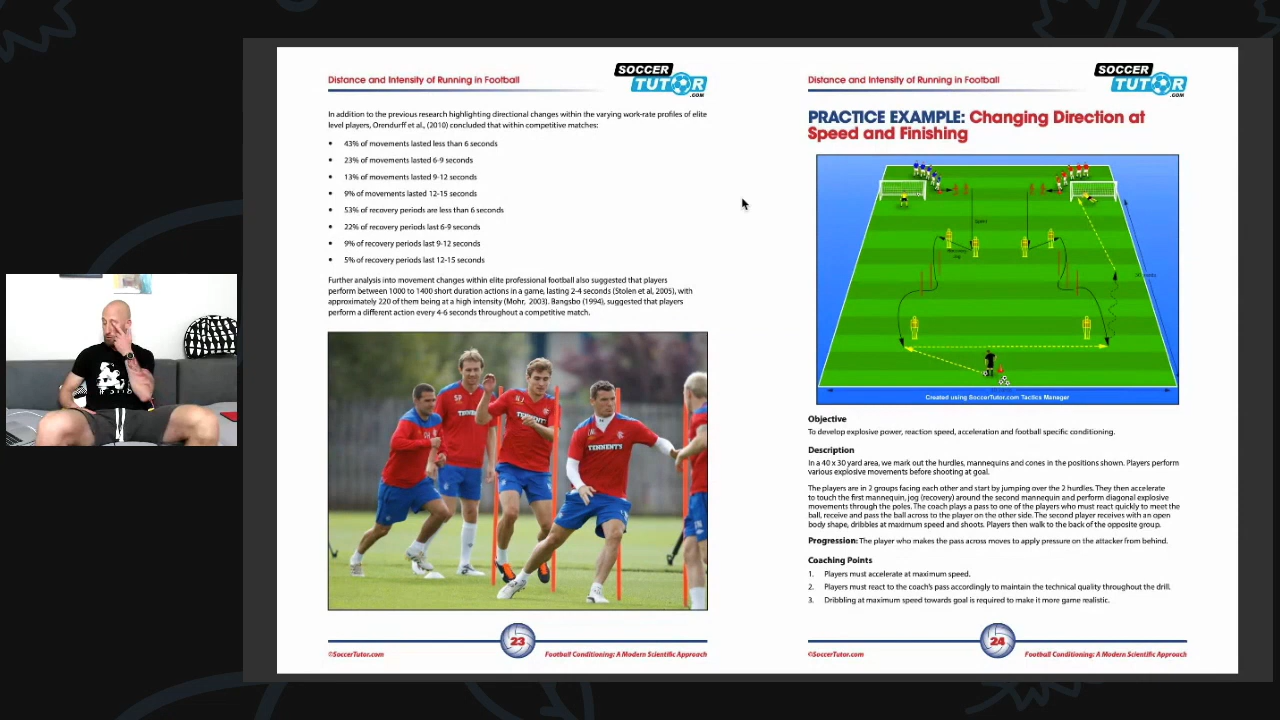 Distance and Intensity of Running in Football
SOCCER
TUTOR
.COM
In addition to the previous research highlighting directional changes within the varying work-rate profiles of elite
level players, Orendurff et al., (2010) concluded that within competitive matches:
• 43% of movements lasted less than 6 seconds
• 23% of movements lasted 6-9 seconds
• 13% of movements lasted 9-12 seconds
• 9% of movements lasted 12-15 seconds
• 53% of recovery periods are less than 6 seconds
• 22% of recovery periods last 6-9 seconds
• 9% of recovery periods last 9-12 seconds
• 5% of recovery periods last 12-15 seconds
Further analysis into movement changes within elite professional football also suggested that players
perform between 1000 to 1400 short duration actions in a game, lasting 2-4 seconds (Stolen et al, 2005), with
approximately 220 of them being at a high intensity (Mohr, 2003). Bangsbo (1994), suggested that players
perform a different action every 4-6 seconds throughout a competitive match.
TENNENTS
23
©SoccerTutor.com
Football Conditioning: A Modern Scientific Approach
Distance and Intensity of Running in Football
SOCCER
TUTOR
.COM
PRACTICE EXAMPLE: Changing Direction at
Speed and Finishing
Speed
Jog
Created using SoccerTutor.com Tactics Manager
Objective
To develop explosive power, reaction speed, acceleration and football specific conditioning.
Description
In a 40 x 30 yard area, we mark out the hurdles, mannequins and cones in the positions shown. Players perform
various explosive movements before shooting at goal.
The players are in 2 groups facing each other and start by jumping over the 2 hurdles. They then accelerate
to touch the first mannequin, jog (recovery) around the second mannequin and perform diagonal explosive
movements through the poles. The coach plays a pass to one of the players who must react quickly to meet the
ball, receive and pass the ball across to the player on the other side. The second player receives with an open
body shape, dribbles at maximum speed and shoots. Players then walk to the back of the opposite group.
Progression: The player who makes the pass across moves to apply pressure on the attacker from behind.
Coaching Points
1. Players must accelerate at maximum speed.
2. Players must react to the coach's pass accordingly to maintain the technical quality throughout the drill.
3. Dribbling at maximum speed towards goal is required to make it more game realistic.
24
©SoccerTutor.com
Football Conditioning: A Modern Scientific Approach